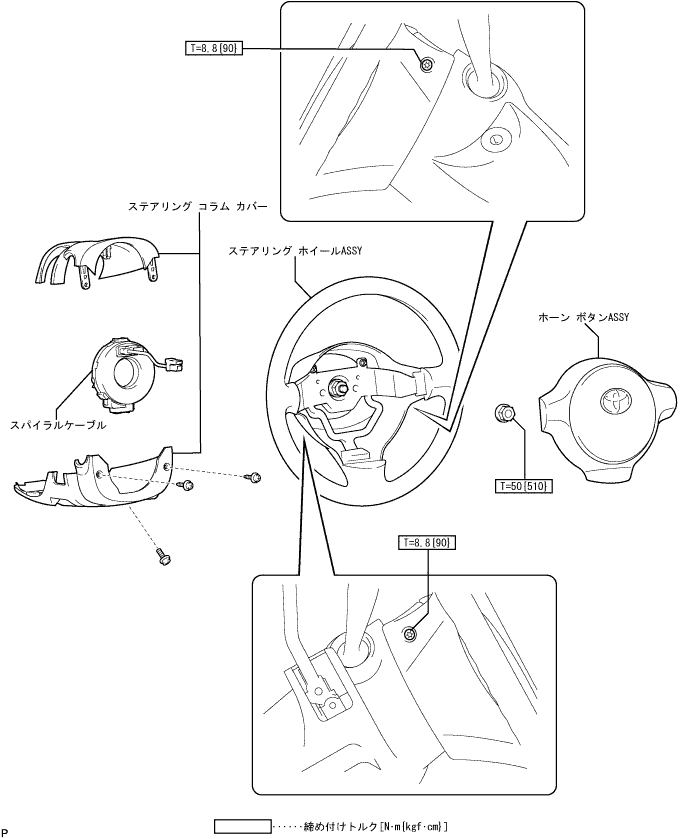 T=8.8{90}
ステアリング コラム カバー
ステアリング ホイールASSY
ホーン ボタンASSY
スパイラルケーブル
T=50{510}
T=8.8{90}
······締め付けトルク[N·m{kgf·cm}]
P